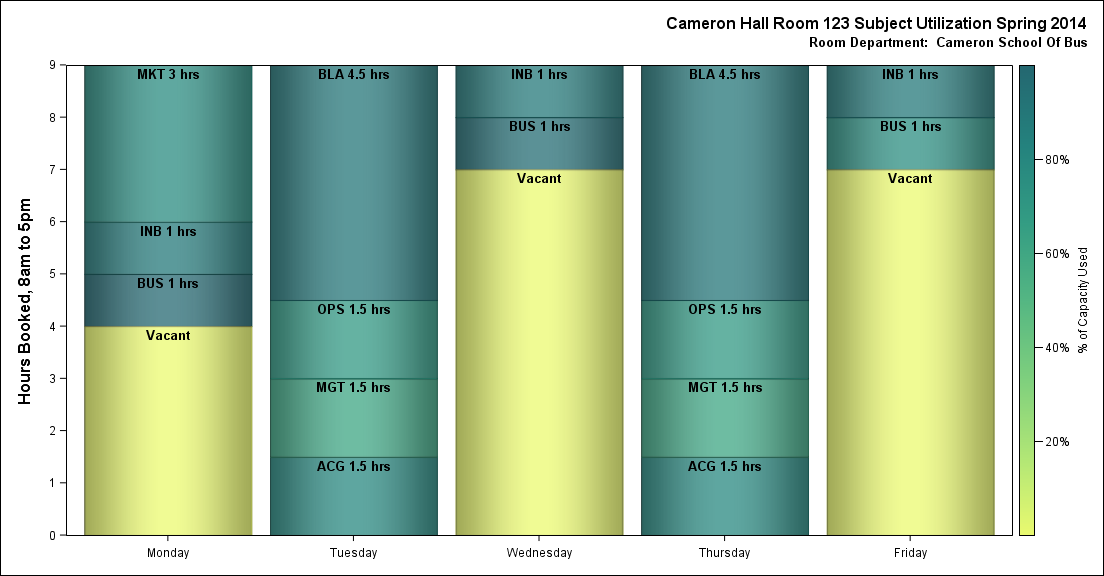 Cameron Hall Room 123 Subject Utilization Spring 2014
Room Department:  Cameron School Of Bus
Hours Booked, 8am to 5pm
9
8
7
6
5
4
3
2
1
0
MKT 3 hrs
INB 1 hrs
BUS 1 hrs
Vacant
BLA 4.5 hrs
OPS 1.5 hrs
MGT 1.5 hrs
ACG 1.5 hrs
INB 1 hrs
BUS 1 hrs
Vacant
BLA 4.5 hrs
OPS 1.5 hrs
MGT 1.5 hrs
ACG 1.5 hrs
INB 1 hrs
BUS 1 hrs
Vacant
Monday
Tuesday
Wednesday
Thursday
Friday
80%
60%
40%
20%
% of Capacity Used